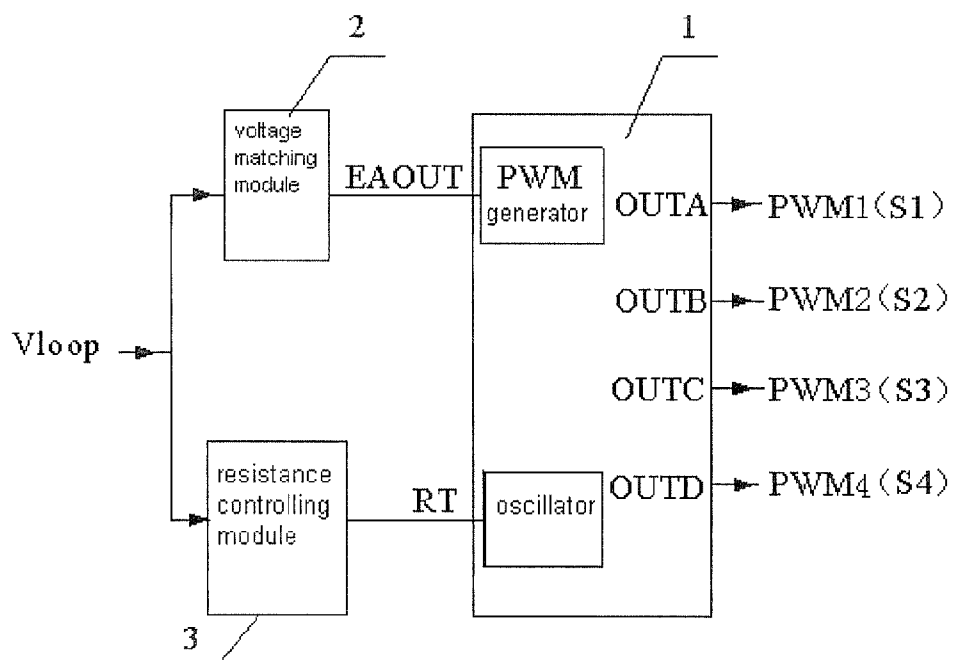 2
1
voltage
matching
module
EAOUT
PWM
generator
OUTA
PWM1(S1)
OUTB
PWM2(S2)
Vloop
OUTC
PWM3(S3)
resistance
controlling
module
RT
oscillator
OUTD
PWM4(S4)
3